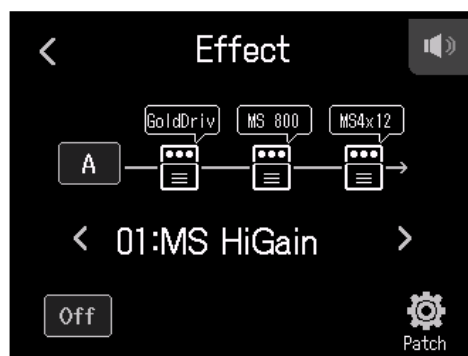 Effect
GoldDriv MS 800 MS4x12
A
01:MS HiGain
Off
Patch